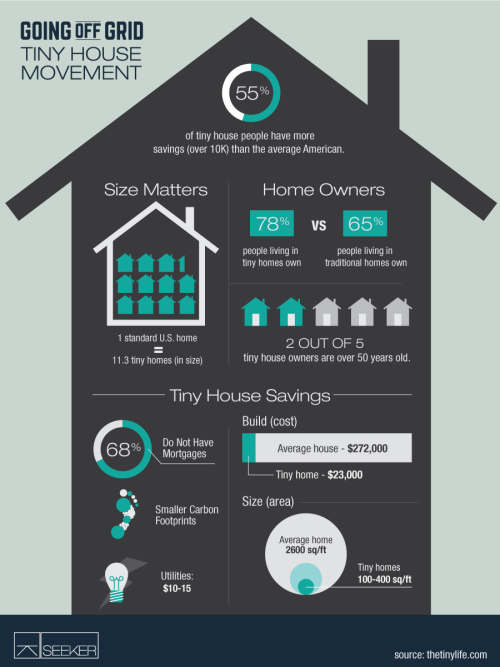 GOING OFF GRID
TINY HOUSE
MOVEMENT
55%
of tiny house people have more
savings (over 10K) than the average American.
Size Matters
1 standard U.S. home
=
11.3 tiny homes (in size)
Home Owners
78% VS 65%
people living in
tiny homes own
people living in
traditional homes own
2 OUT OF 5
tiny house owners are over 50 years old.
Tiny House Savings
68%
Do Not Have
Mortgages
Smaller Carbon
Footprints
Utilities:
$10-15
Build (cost)
Average house - $272,000
Tiny home - $23,000
Size (area)
Average home
2600 sq/ft
Tiny homes
100-400 sq/ft
SEEKER
source: thetinylife.com